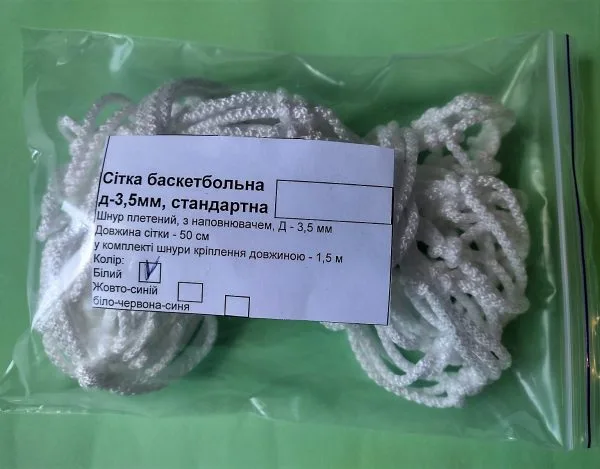 Сітка баскетбольна
д-3,5мм, стандартна
Шнур плетений, з наповнювачем, Д - 3,5 мм
Довжина сітки - 50 см
у комплекті шнури кріплення довжиною - 1,5 м
Колір:
Білий
Жовто-синій
біло-червона-синя